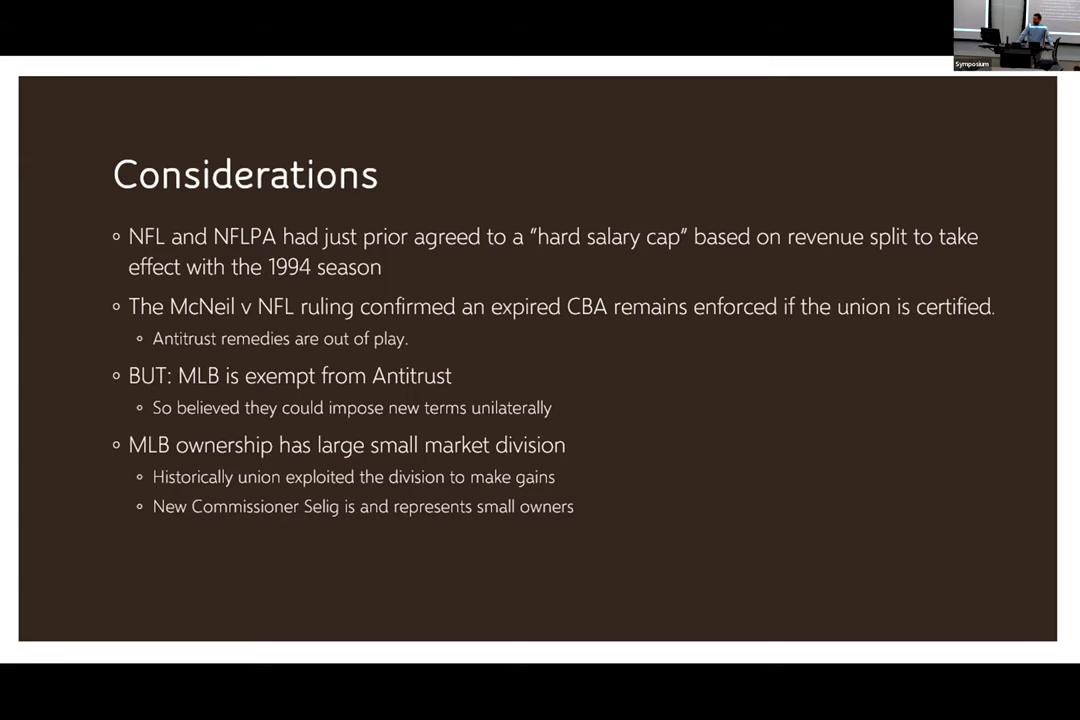 Symposium
Considerations
◦ NFL and NFLPA had just prior agreed to a "hard salary cap" based on revenue split to take
effect with the 1994 season
◦ The McNeil v NFL ruling confirmed an expired CBA remains enforced if the union is certified.
◦ Antitrust remedies are out of play.
◦ BUT: MLB is exempt from Antitrust
◦ So believed they could impose new terms unilaterally
◦ MLB ownership has large small market division
◦ Historically union exploited the division to make gains
◦ New Commissioner Selig is and represents small owners